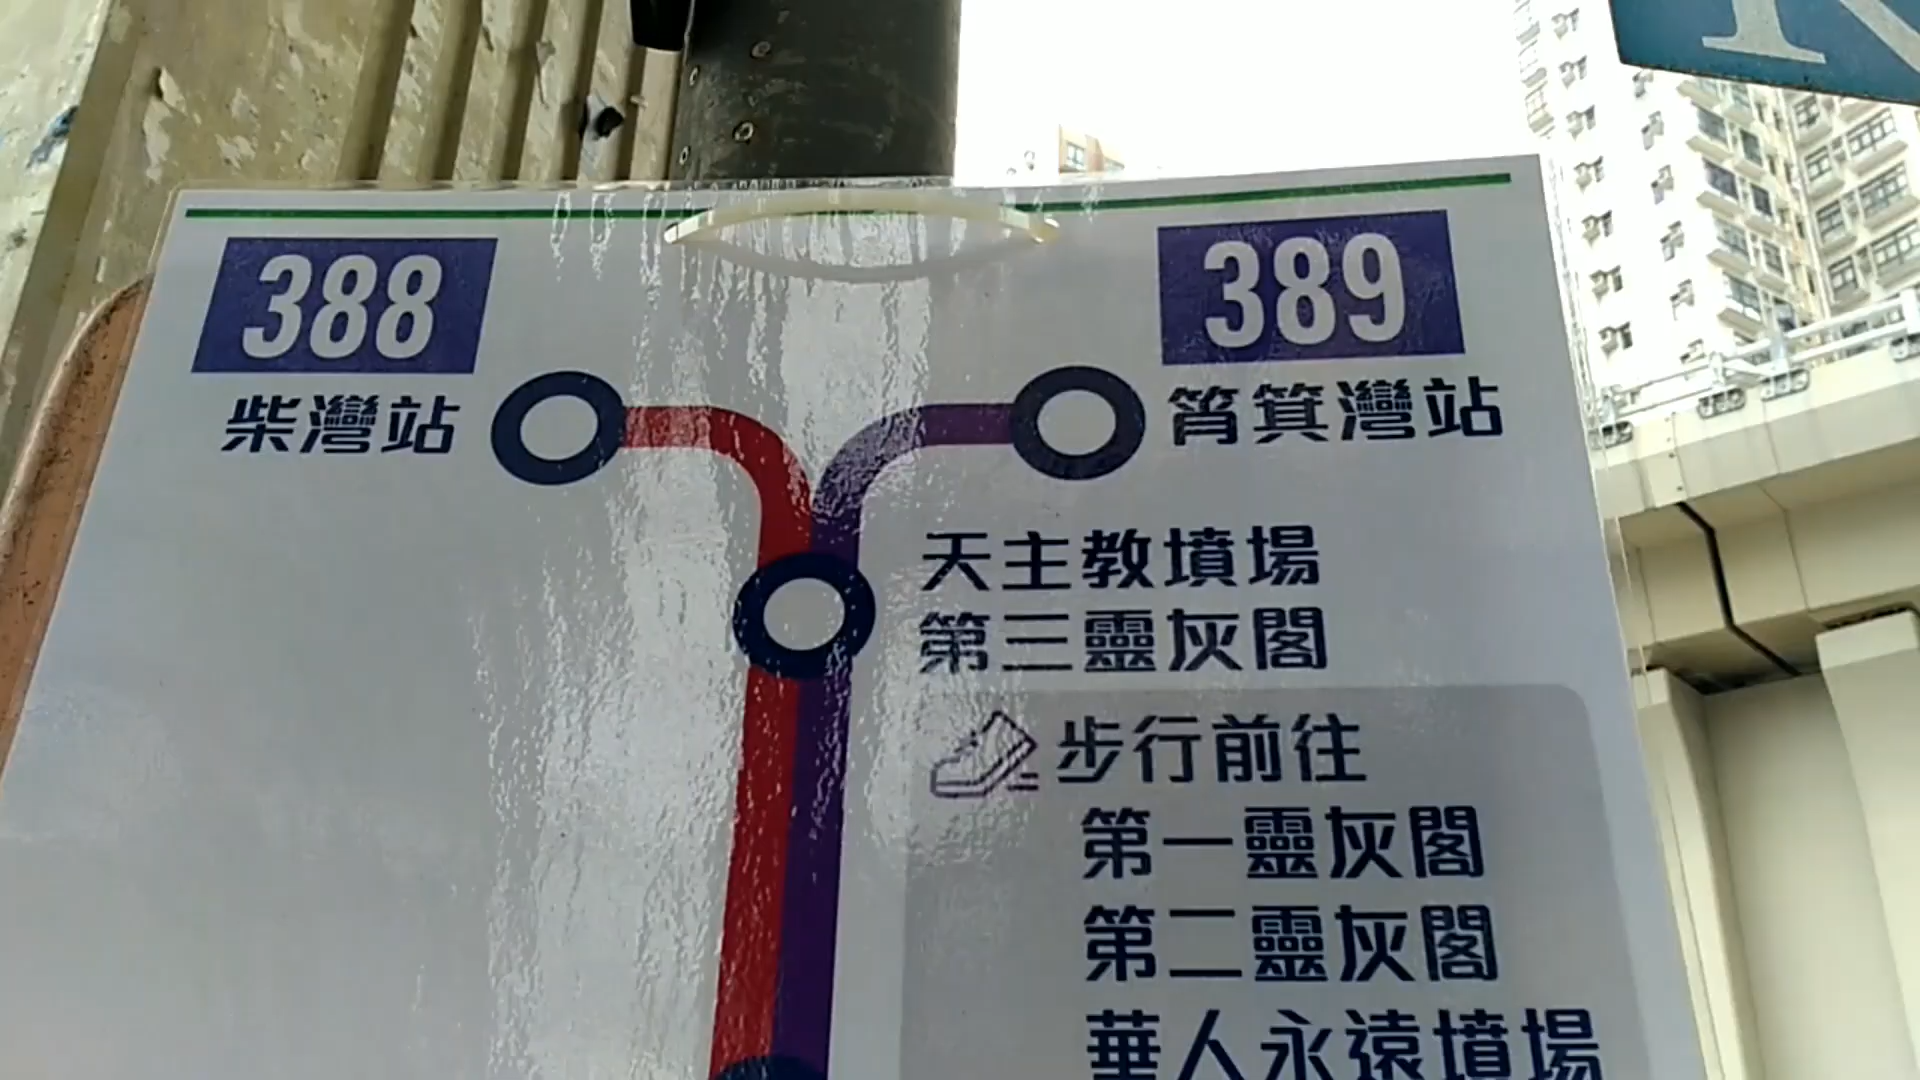 388
389
柴灣站
筲箕灣站
天主教墳場
第三靈灰閣
步行前往
第一靈灰閣
第二靈灰閣
華人永遠墳場